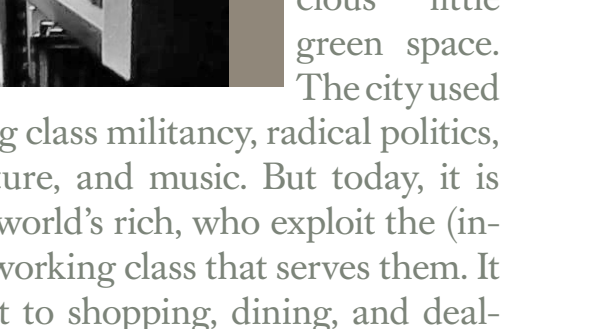 cious little
green space.
The city used
g class militancy, radical politics,
ture, and music. But today, it is
world’s rich, who exploit the (in-
working class that serves them. It
t to shopping, dining, and deal-